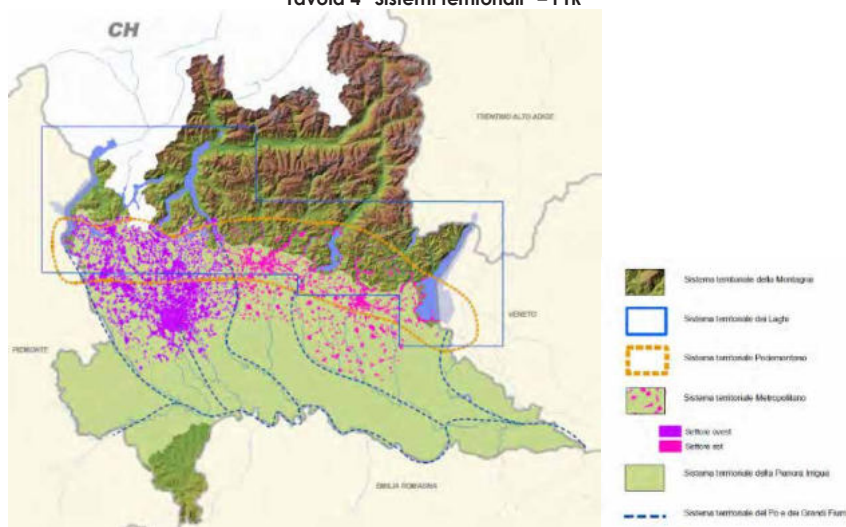 Tavola 4 "Sistemi territoriali" – PTR
CH
TRENTINO-ALTO ADIGE
VENETO
PIEMONTE
EMILIA ROMAGNA
Sistema territoriale della Montagna
Sistema territoriale dei Laghi
Sistema territoriale Pedemontano
Sistema territoriale Metropolitano
Settore ovest
Settore est
Sistema territoriale della Pianura Irrigua
Sistema territoriale del Po e dei Grandi Fiumi